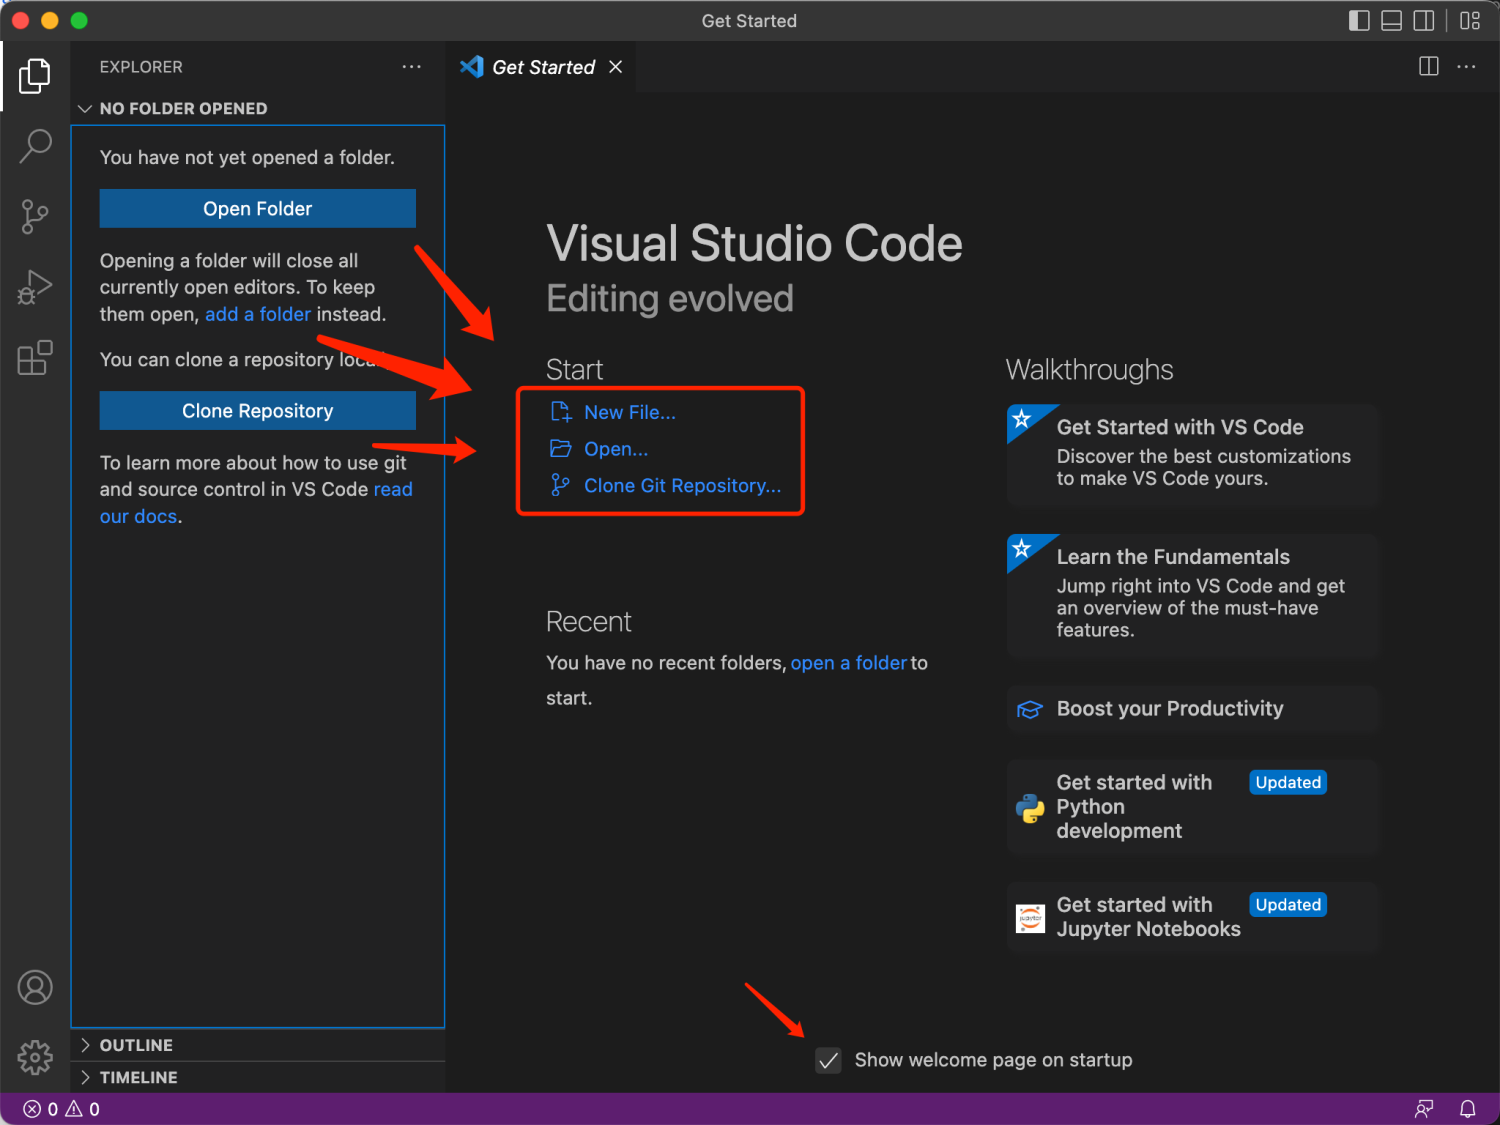 Get Started
EXPLORER
Get Started
NO FOLDER OPENED
You have not yet opened a folder.
Open Folder
Opening a folder will close all
currently open editors. To keep
them open, add a folder instead.
You can clone a repository
Clone Repository
To learn more about how to use git
and source control in VS Code read
our docs.
OUTLINE
TIMELINE
Visual Studio Code
Editing evolved
Start
New File...
Open...
Clone Git Repository...
Recent
You have no recent folders, open a folder to
start.
Walkthroughs
Get Started with VS Code
Discover the best customizations
to make VS Code yours.
Learn the Fundamentals
Jump right into VS Code and get
an overview of the must-have
features.
Boost your Productivity
Get started with Updated
Python
development
Get started with Updated
Jupyter Notebooks
jupyter
Show welcome page on startup
0 0